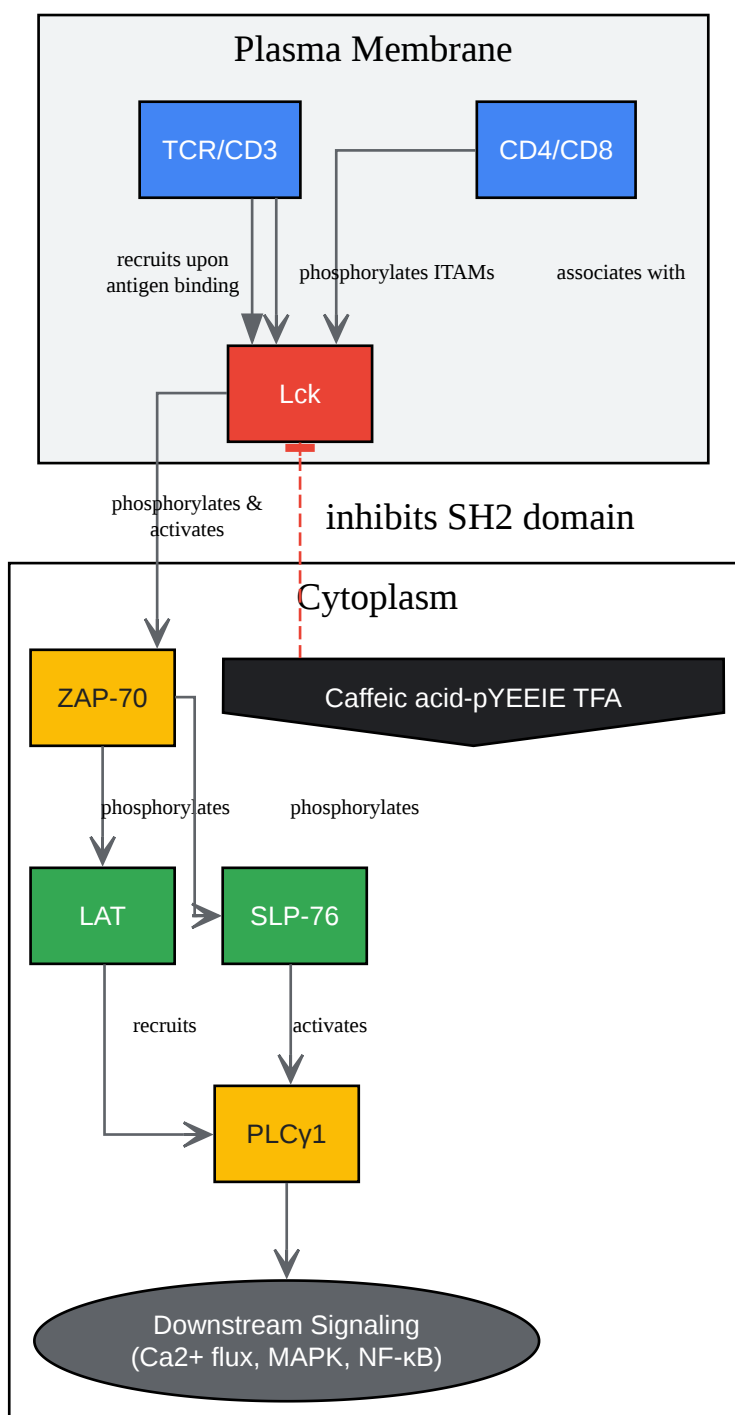 Plasma Membrane
TCR/CD3
CD4/CD8
recruits upon
antigen binding
phosphorylates ITAMs
associates with
Lck
phosphorylates &
activates
inhibits SH2 domain
Cytoplasm
ZAP-70
Caffeic acid-pYEEIE TFA
phosphorylates
phosphorylates
LAT
SLP-76
recruits
activates
PLCγ1
Downstream Signaling
(Ca2+ flux, MAPK, NF-κB)